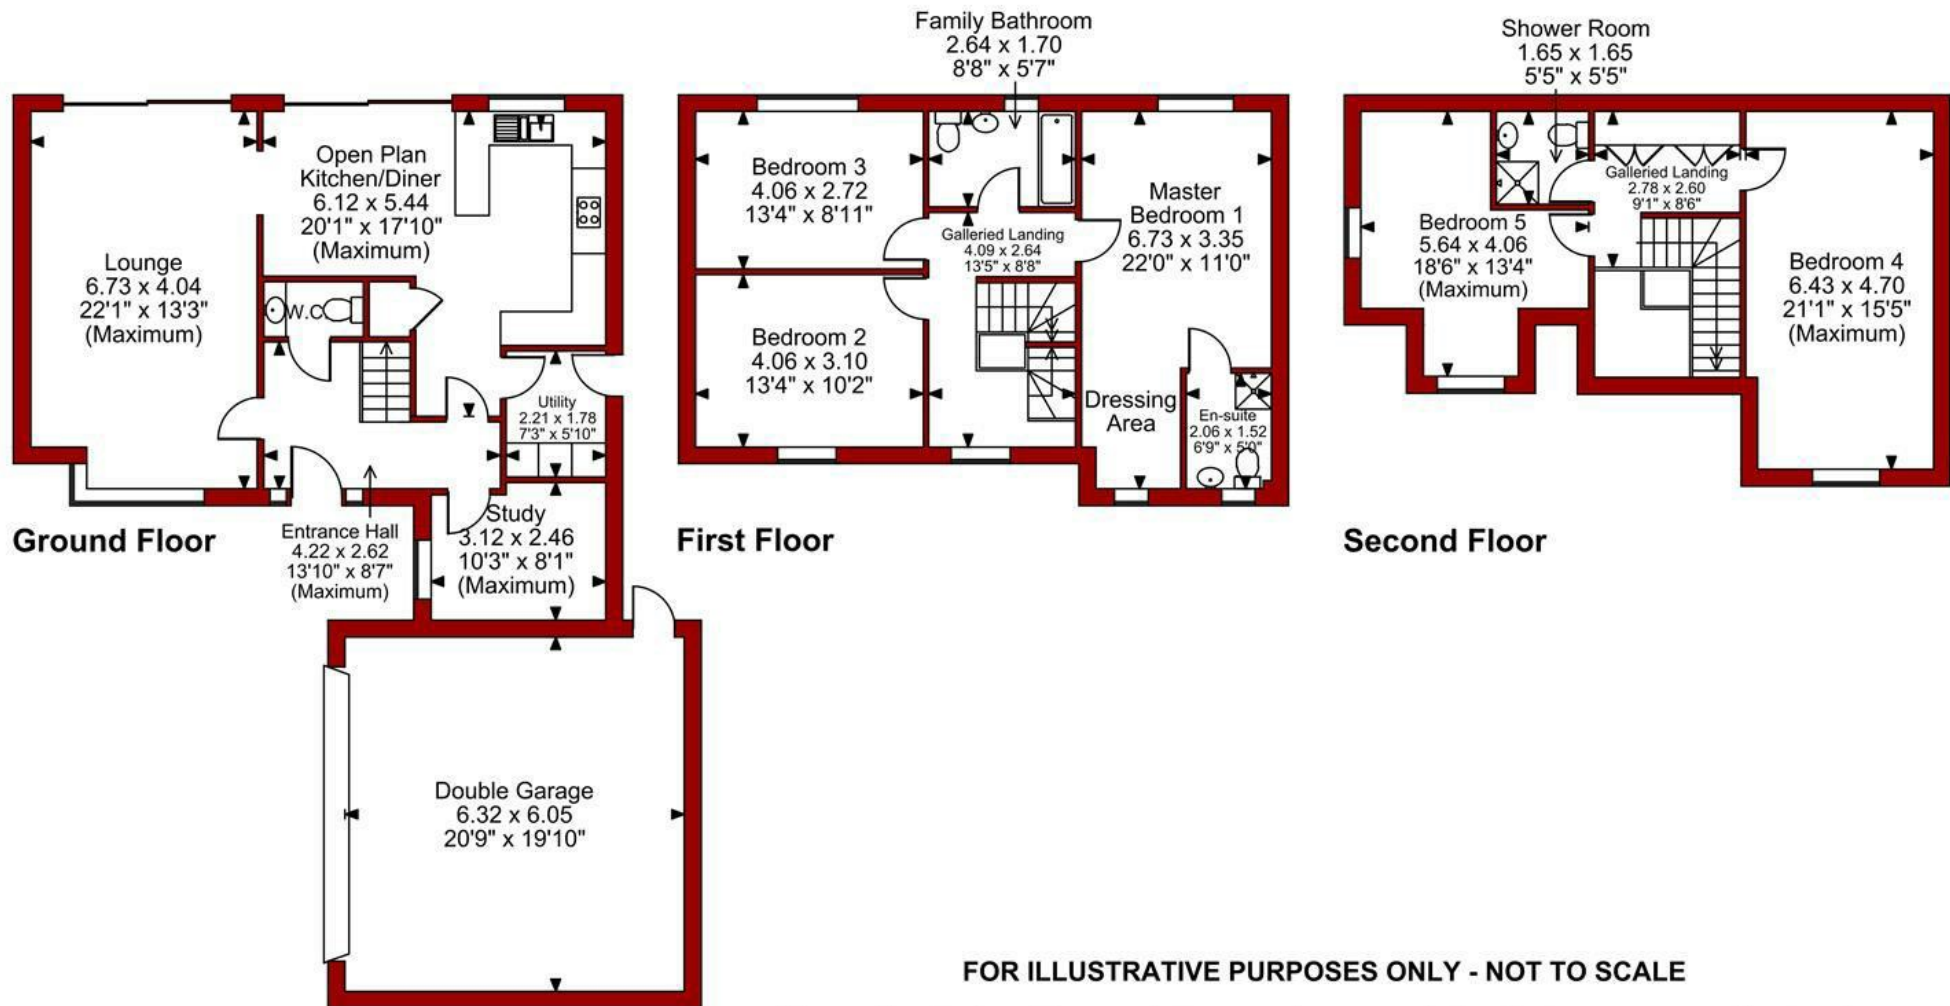 Family Bathroom
2.64 x 1.70
8'8" x 5'7"
Shower Room
1.65 x 1.65
5'5" x 5'5"
Open Plan
Kitchen/Diner
6.12 x 5.44
20'1" x 17'10"
(Maximum)
Lounge
6.73 x 4.04
22'1" x 13'3"
(Maximum)
W.C
Utility
2.21 x 1.78
7'3" x 5'10"
Entrance Hall
4.22 x 2.62
13'10" x 8'7"
(Maximum)
Study
3.12 x 2.46
10'3" x 8'1"
(Maximum)
Ground Floor
Double Garage
6.32 x 6.05
20'9" x 19'10"
Bedroom 3
4.06 x 2.72
13'4" x 8'11"
Galleried Landing
4.09 x 2.64
13'5" x 8'8"
Master
Bedroom 1
6.73 x 3.35
22'0" x 11'0"
Bedroom 2
4.06 x 3.10
13'4" x 10'2"
Dressing
Area
En-suite
2.06 x 1.52
6'9" x 5'0"
First Floor
Galleried Landing
2.78 x 2.60
9'1" x 8'6"
Bedroom 5
5.64 x 4.06
18'6" x 13'4"
(Maximum)
Bedroom 4
6.43 x 4.70
21'1" x 15'5"
(Maximum)
Second Floor
FOR ILLUSTRATIVE PURPOSES ONLY - NOT TO SCALE